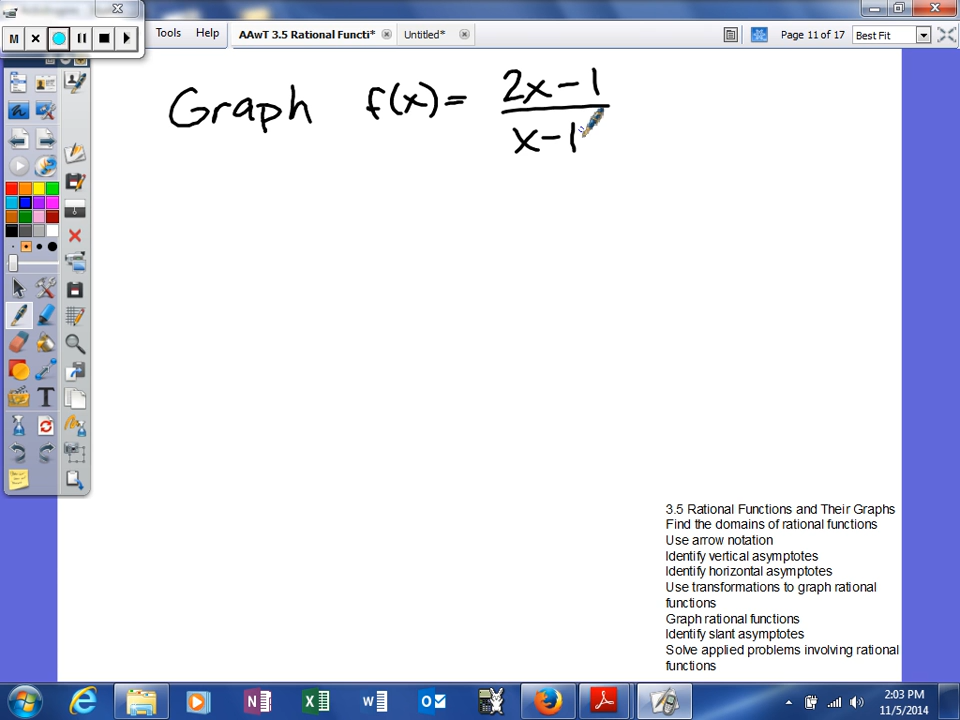 Tools Help AAwT 3.5 Rational Functi* Untitled* Page 11 of 17 Best Fit
M
Graph f(x) = 2x-1
x-1
T
3.5 Rational Functions and Their Graphs
Find the domains of rational functions
Use arrow notation
Identify vertical asymptotes
Identify horizontal asymptotes
Use transformations to graph rational
functions
Graph rational functions
Identify slant asymptotes
Solve applied problems involving rational
functions
2:03 PM
11/5/2014